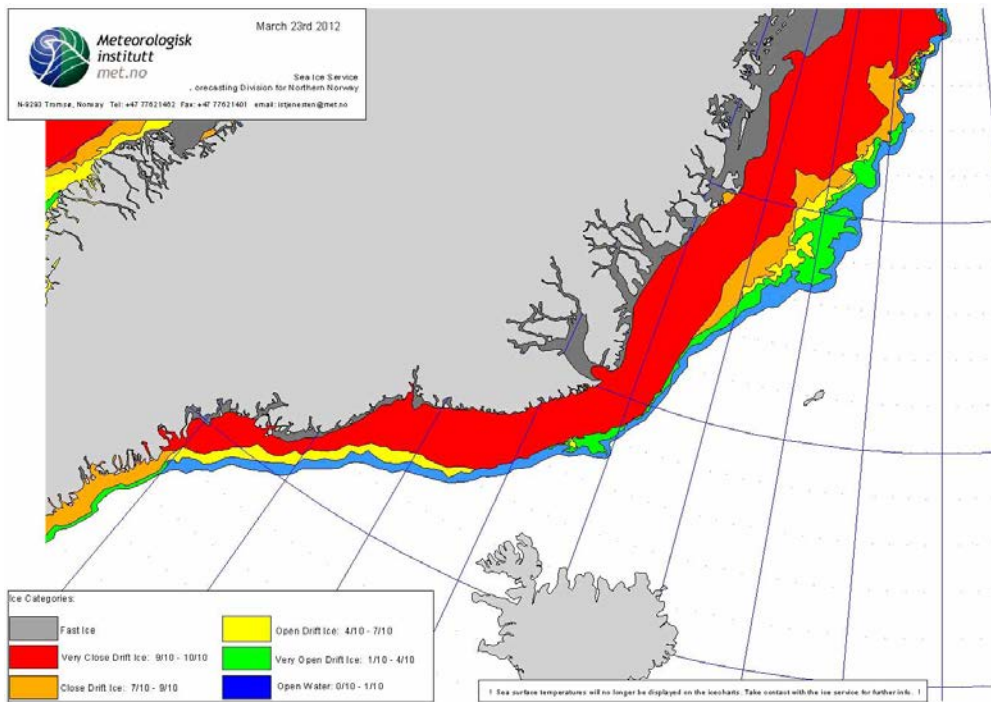 March 23rd 2012
Meteorologisk
institutt
met.no
Sea Ice Service
. orecasting Division for Northern Norway
N-9293 Tromsø, Norway Tel: +47 77621462 Fax: +47 77621401 email: istjenesten@met.no
Ice Categories:
Fast Ice
Very Close Drift Ice: 9/10 - 10/10
Close Drift Ice: 7/10 - 9/10
Open Drift Ice: 4/10 - 7/10
Very Open Drift Ice: 1/10 - 4/10
Open Water: 0/10 - 1/10
! Sea surface temperatures will no longer be displayed on the icecharts. Take contact with the ice service for further info. !